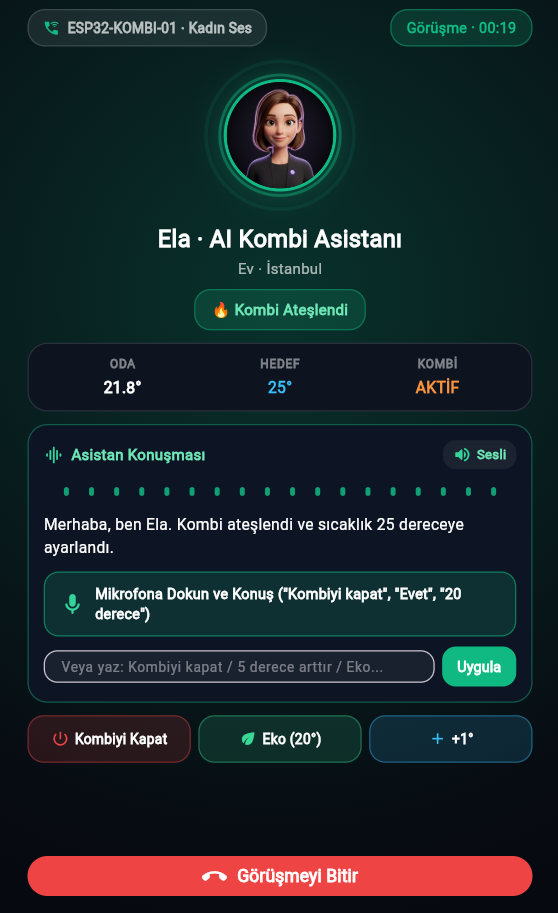 ESP32-KOMBI-01 · Kadın Ses
Görüşme · 00:19
Ela · AI Kombi Asistanı
Ev · İstanbul
🔥 Kombi Ateşlendi
ODA
HEDEF
KOMBİ
21.8°
25°
AKTİF
Asistan Konuşması
Sesli
Merhaba, ben Ela. Kombi ateşlendi ve sıcaklık 25 dereceye
ayarlandı.
Mikrofona Dokun ve Konuş ("Kombiyi kapat", "Evet", "20
derece")
Veya yaz: Kombiyi kapat / 5 derece arttır / Eko...
Uygula
Kombiyi Kapat
Eko (20°)
+1°
Görüşmeyi Bitir